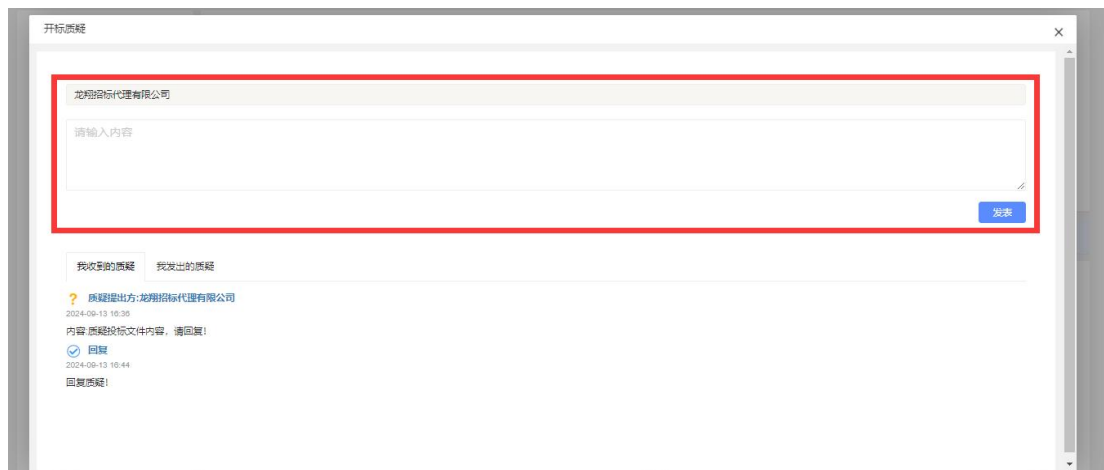 开标质疑
龙翔招标代理有限公司
请输入内容
发表
我收到的质疑 我发出的质疑
质疑提出方:龙翔招标代理有限公司
2024-09-13 16:36
内容:质疑投标文件内容，请回复!
回复
2024-09-13 16:44
回复质疑!